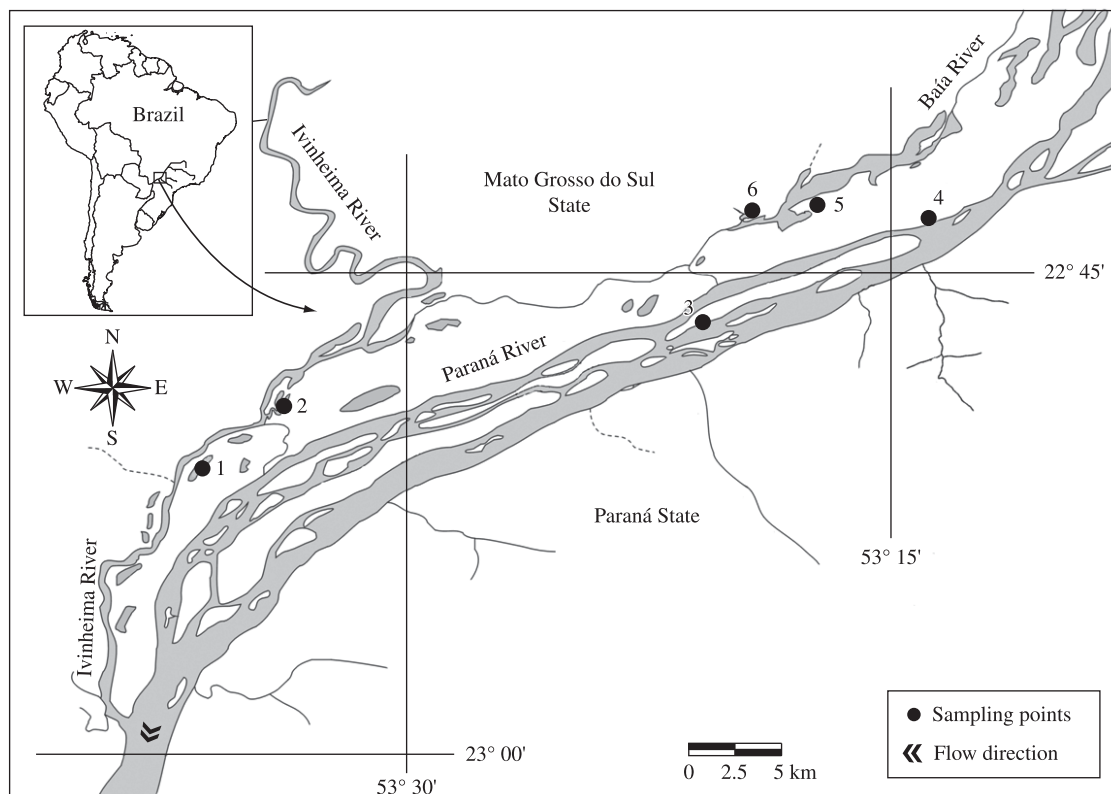 Brazil
Ivinheima River
Baía River
Mato Grosso do Sul
State
6
5
4
22° 45'
3
Paraná River
N
W
E
S
2
1
Paraná State
53° 15'
Ivinheima River
Sampling points
Flow direction
23° 00'
0 2.5 5 km
53° 30'